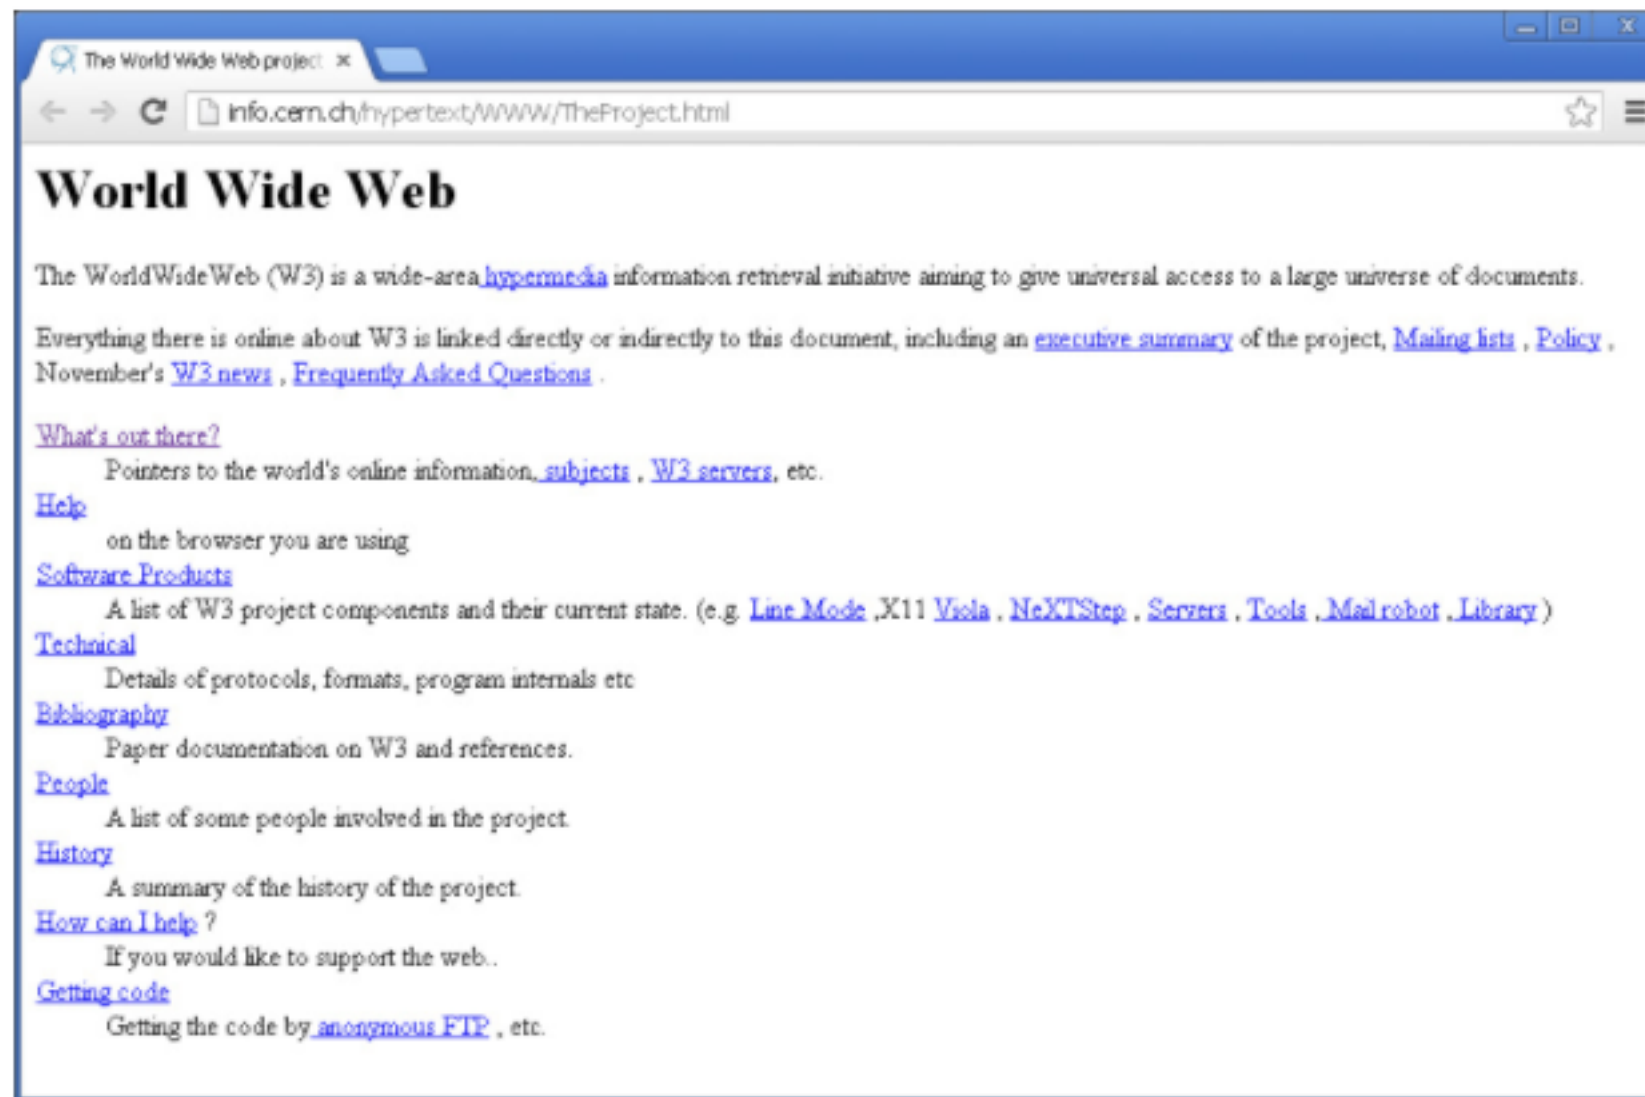 The World Wide Web project
info.cern.ch/hypertext/WWW/TheProject.html
World Wide Web
The WorldWideWeb (W3) is a wide-area hypermedia information retrieval initiative aiming to give universal access to a large universe of documents.
Everything there is online about W3 is linked directly or indirectly to this document, including an executive summary of the project, Mailing lists , Policy ,
November's W3 news , Frequently Asked Questions .
What's out there?
Pointers to the world's online information, subjects , W3 servers, etc.
Help
on the browser you are using
Software Products
A list of W3 project components and their current state. (e.g. Line Mode ,X11 Viola , NeXTStep , Servers , Tools , Mail robot , Library )
Technical
Details of protocols, formats, program internals etc
Bibliography
Paper documentation on W3 and references.
People
A list of some people involved in the project.
History
A summary of the history of the project.
How can I help ?
If you would like to support the web..
Getting code
Getting the code by anonymous FTP , etc.